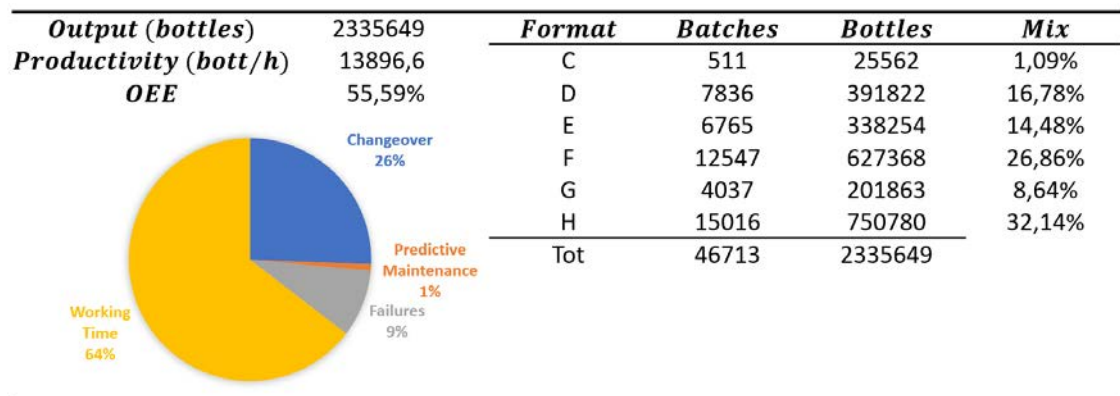 Output (bottles) 2335649
Productivity (bott/h) 13896,6
OEE 55,59%
Changeover
26%
Predictive
Maintenance
1%
Failures
9%
Working
Time
64%
Format Batches Bottles Mix
C 511 25562 1,09%
D 7836 391822 16,78%
E 6765 338254 14,48%
F 12547 627368 26,86%
G 4037 201863 8,64%
H 15016 750780 32,14%
Tot 46713 2335649